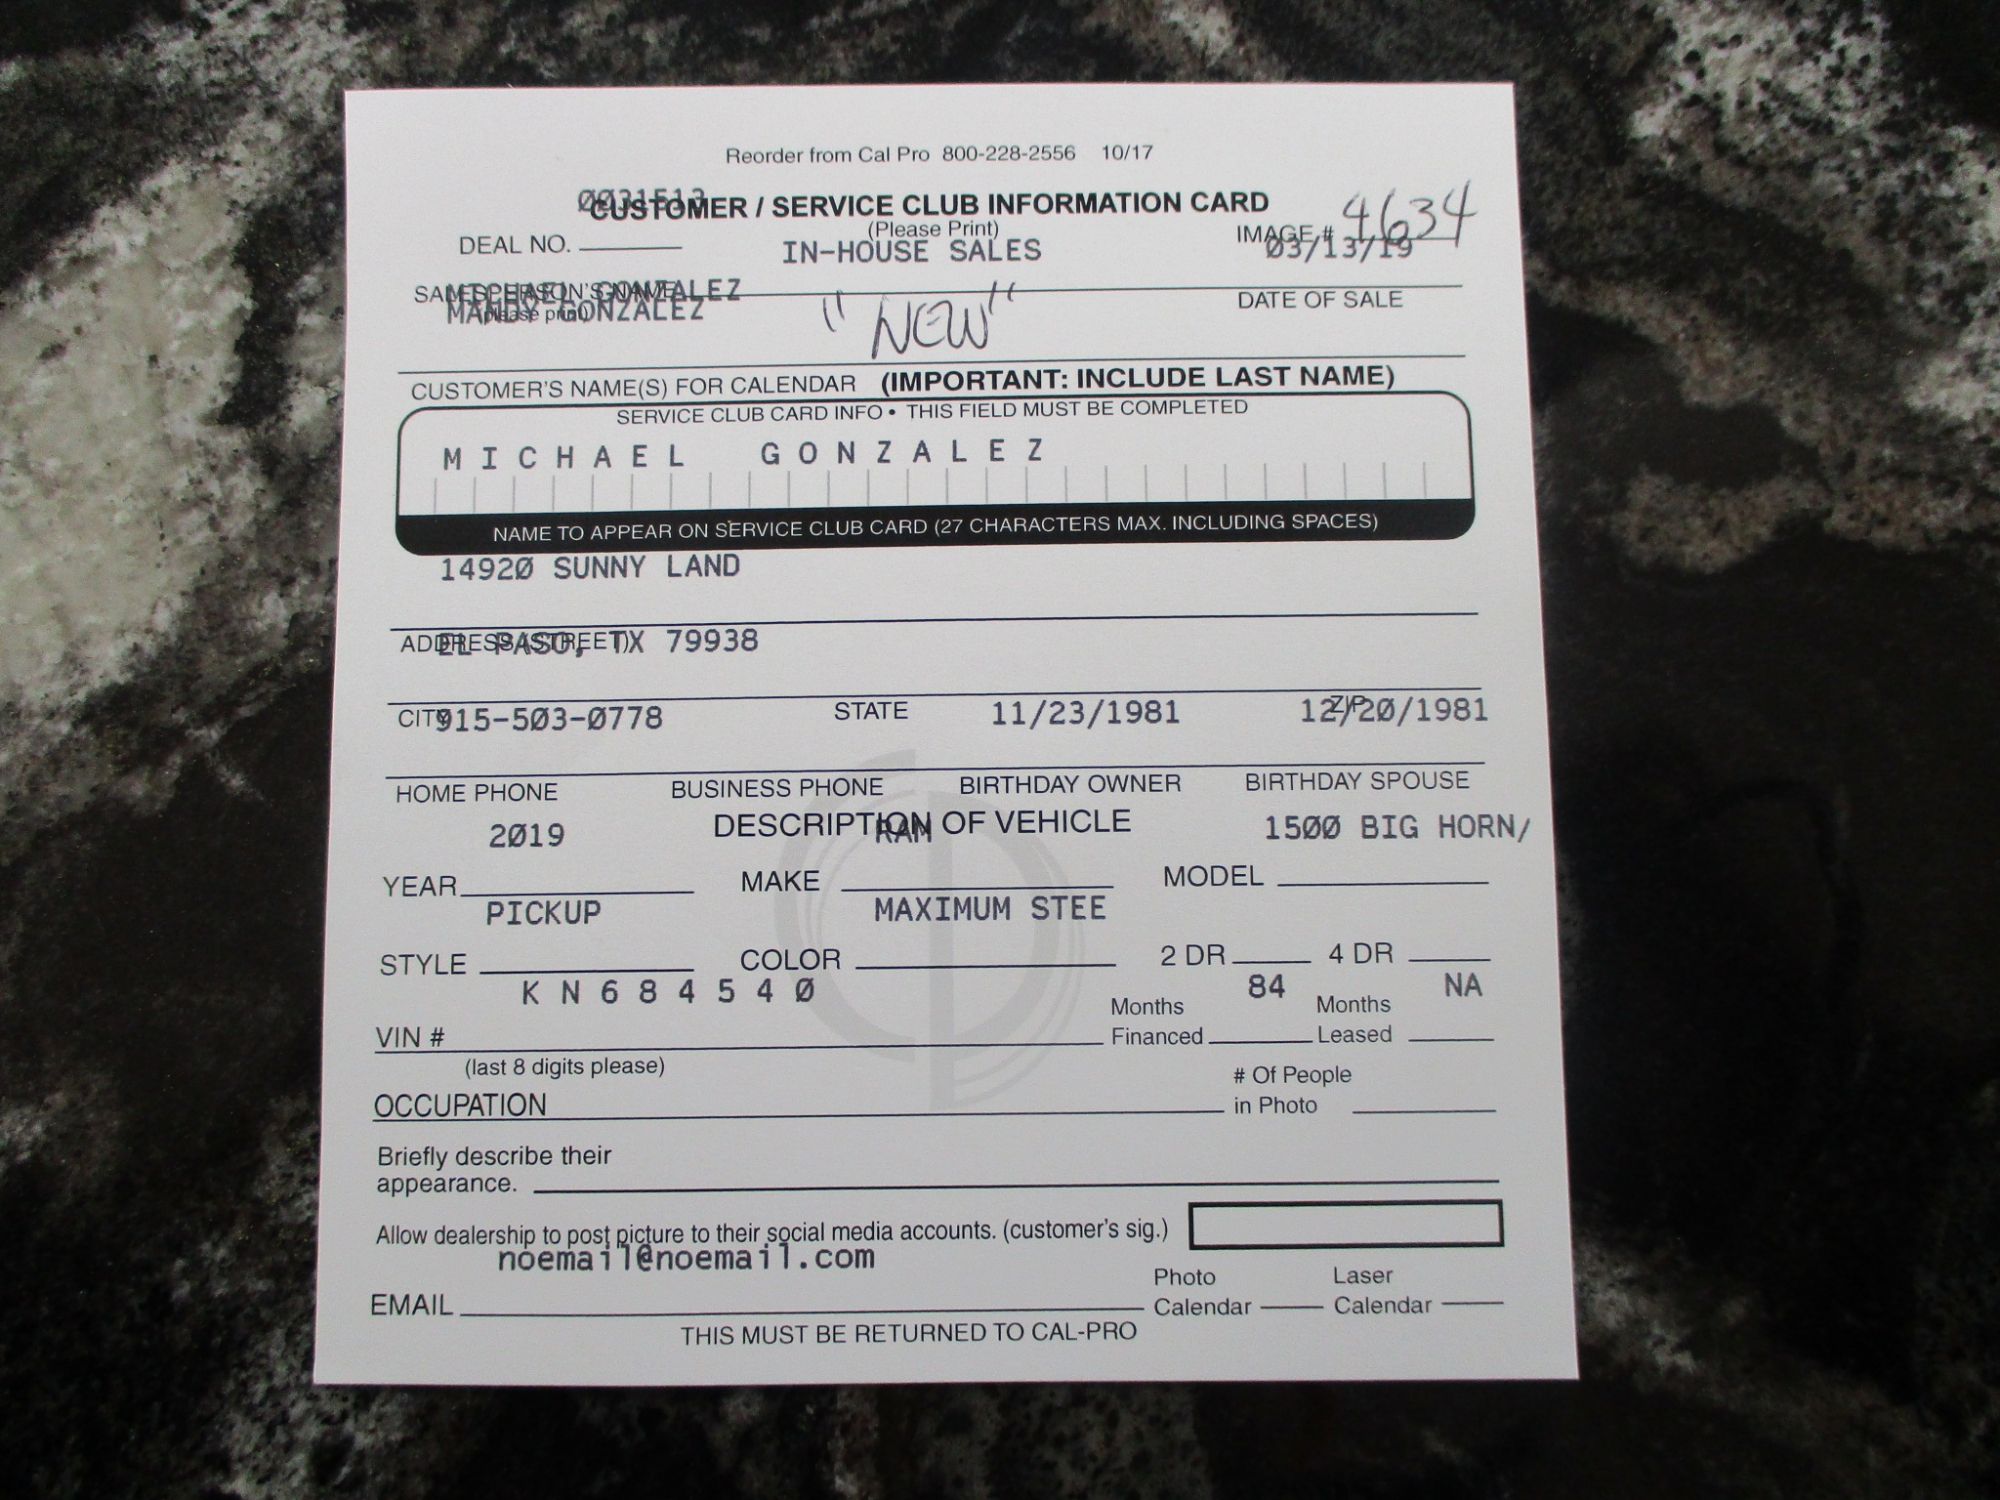 Reorder from Cal Pro 800-228-2556 10/17
0031513
CUSTOMER / SERVICE CLUB INFORMATION CARD
(Please Print)
DEAL NO. IN-HOUSE SALES IMAGE # 4634
03/13/19
SALESPERSON'S NAME DATE OF SALE
(please print)
MICHAEL GONZALEZ
MANDY GONZALEZ "NEW"
CUSTOMER'S NAME(S) FOR CALENDAR (IMPORTANT: INCLUDE LAST NAME)
SERVICE CLUB CARD INFO • THIS FIELD MUST BE COMPLETED
MICHAEL GONZALEZ
NAME TO APPEAR ON SERVICE CLUB CARD (27 CHARACTERS MAX. INCLUDING SPACES)
14920 SUNNY LAND
ADDRESS (STREET)
EL PASO, TX 79938
CITY STATE ZIP
915-503-0778 11/23/1981 12/20/1981
HOME PHONE BUSINESS PHONE BIRTHDAY OWNER BIRTHDAY SPOUSE
DESCRIPTION OF VEHICLE
2019 RAM 1500 BIG HORN/
YEAR MAKE MODEL
PICKUP MAXIMUM STEE
STYLE COLOR 2 DR 4 DR
KN684540 84 NA
VIN # Months Financed Months Leased
(last 8 digits please)
OCCUPATION # Of People in Photo
Briefly describe their
appearance.
Allow dealership to post picture to their social media accounts. (customer's sig.)
noemail@noemail.com
EMAIL Photo Calendar Laser Calendar
THIS MUST BE RETURNED TO CAL-PRO